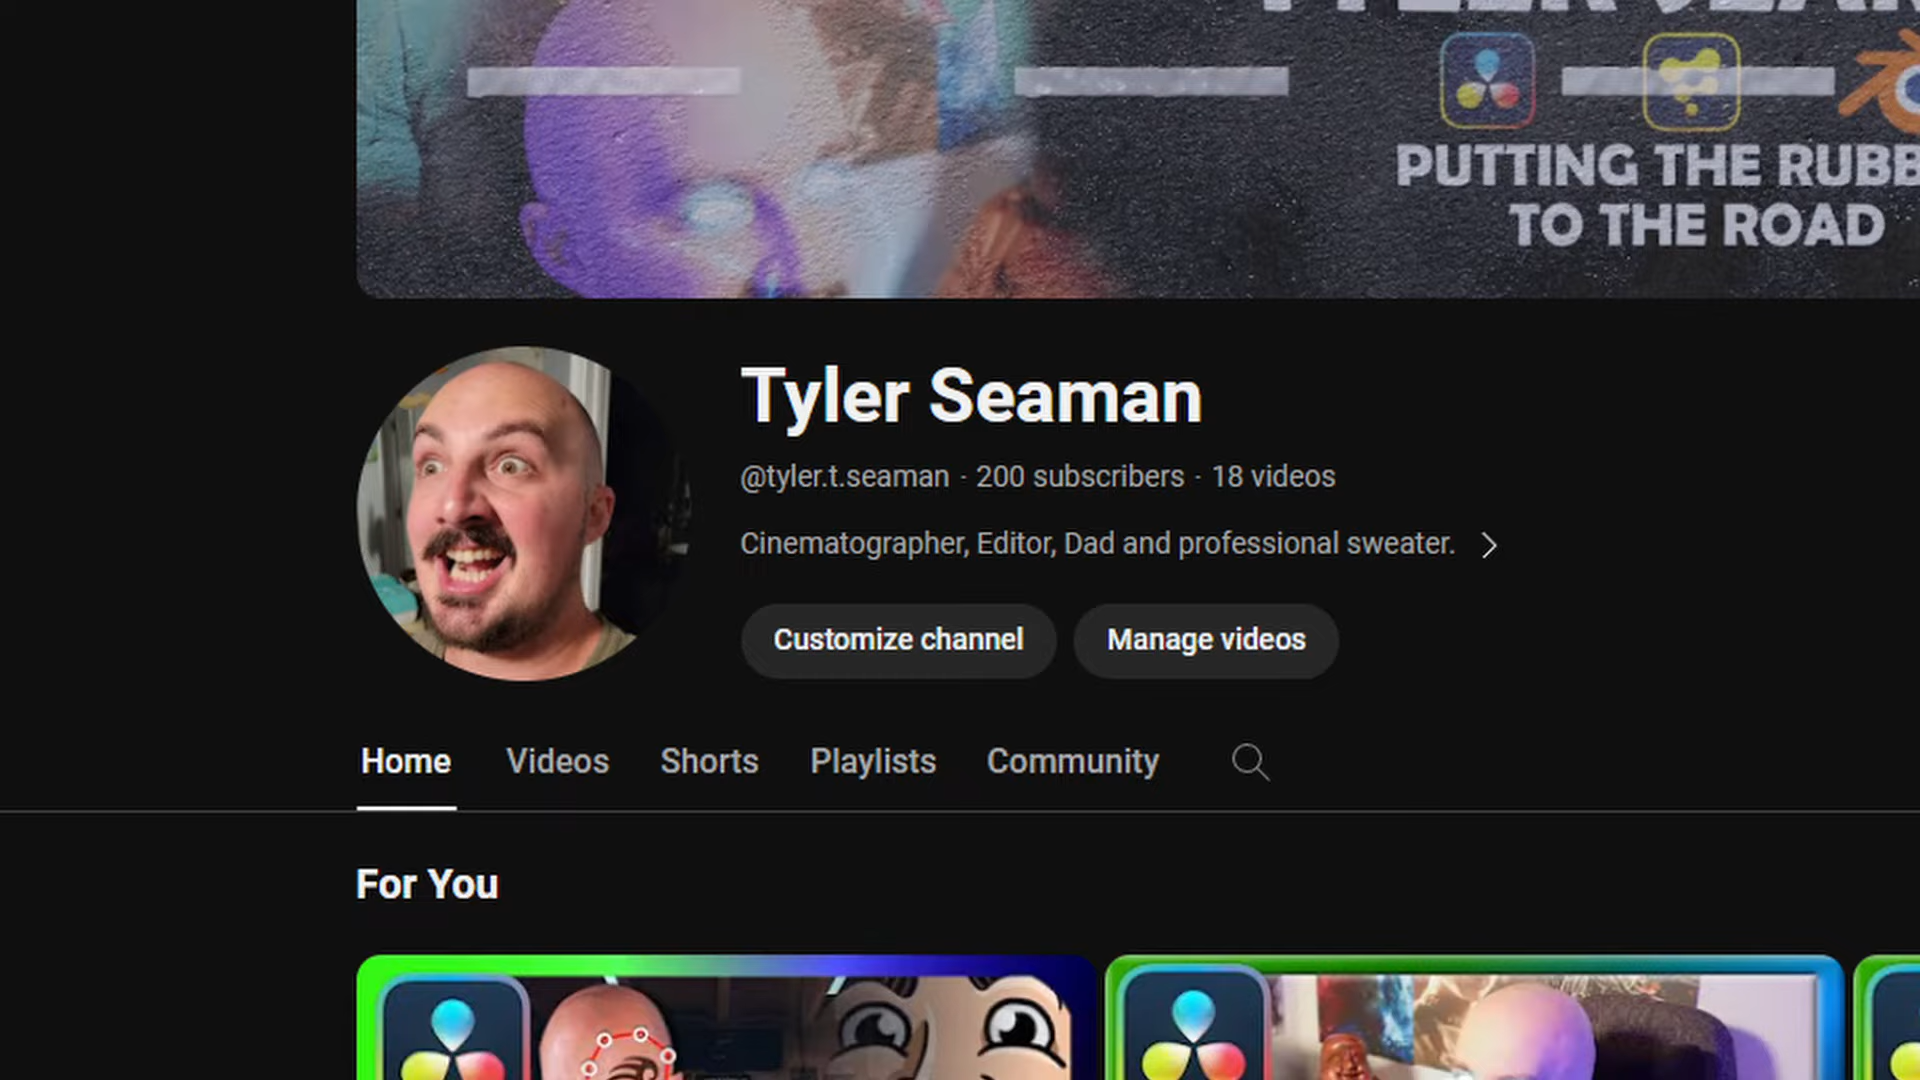 PUTTING THE
TO THE ROAD
Tyler Seaman
@tyler.t.seaman · 200 subscribers · 18 videos
Cinematographer, Editor, Dad and professional sweater.
Customize channel
Manage videos
Home
Videos
Shorts
Playlists
Community
For You